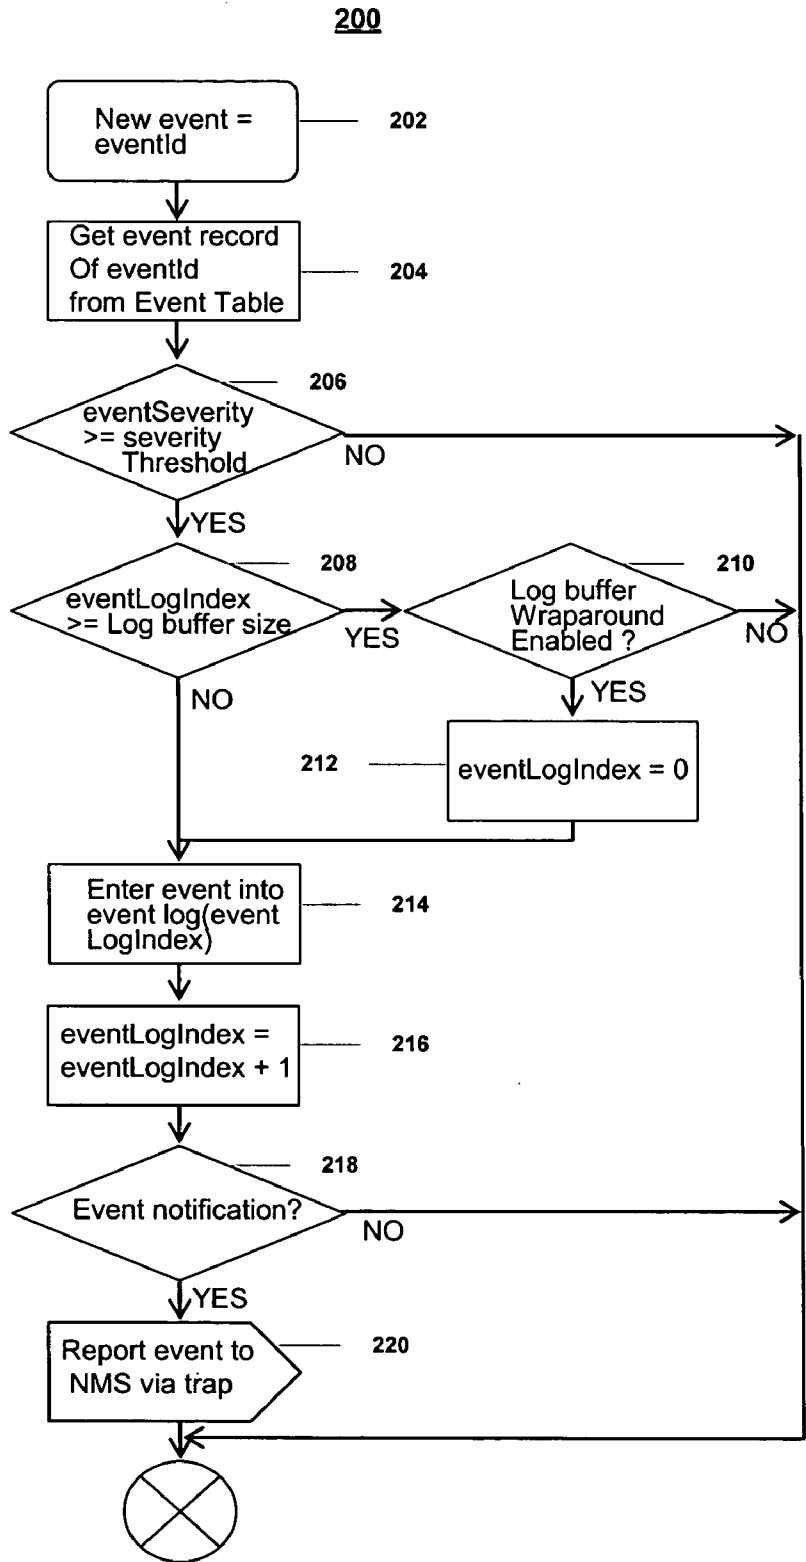 200
New event =
eventId
202
Get event record
Of eventId
from Event Table
204
206
eventSeverity
>= severity
Threshold
NO
YES
208
eventLogIndex
>= Log buffer size
YES
NO
210
Log buffer
Wraparound
Enabled ?
NO
YES
212
eventLogIndex = 0
Enter event into
event log(event
LogIndex)
214
eventLogIndex =
eventLogIndex + 1
216
218
Event notification?
NO
YES
Report event to
NMS via trap
220